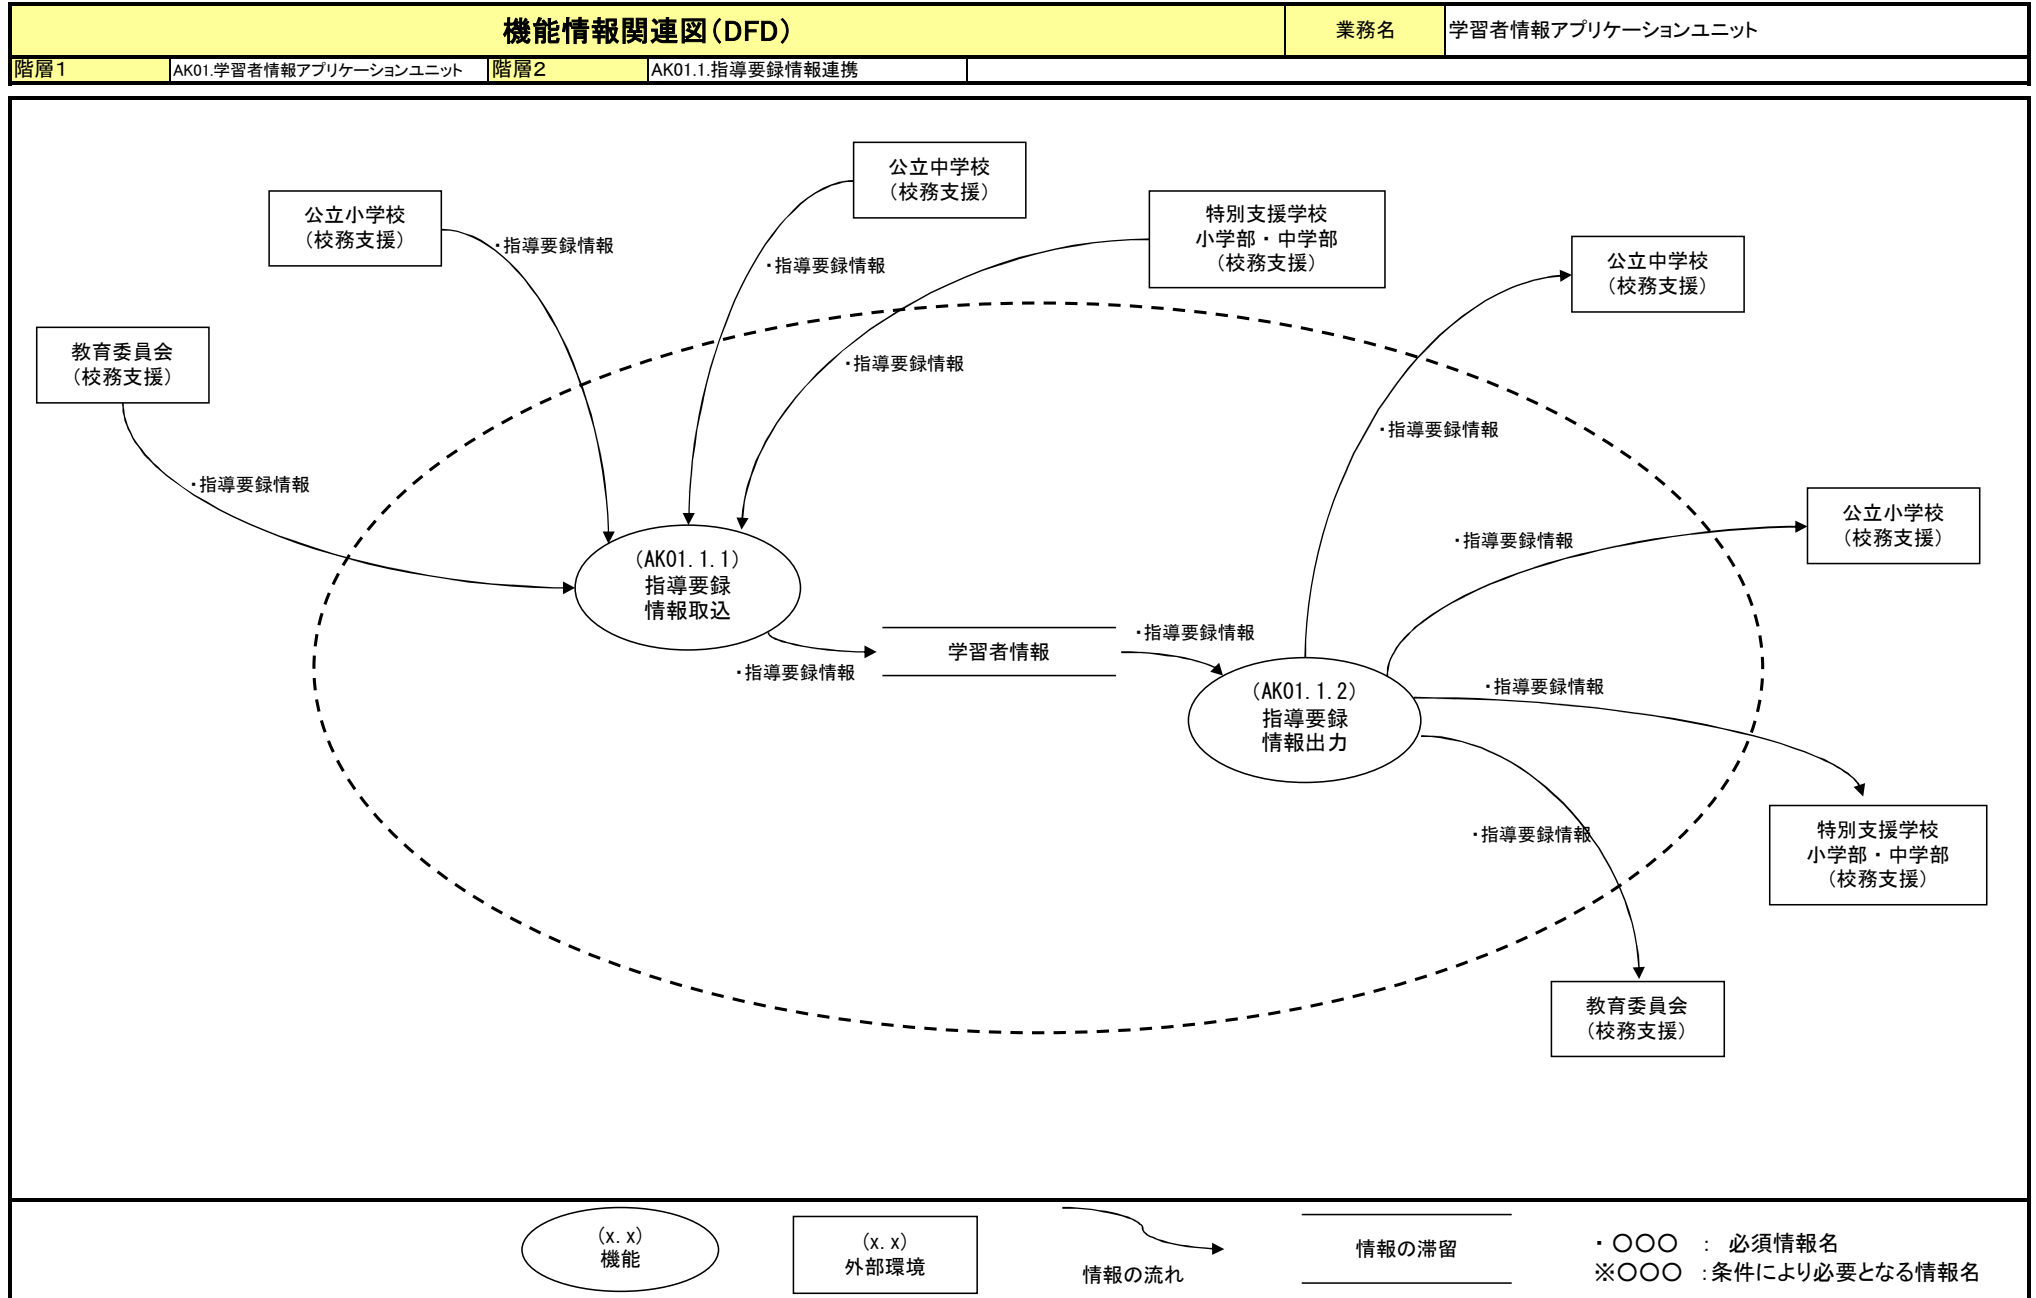 機能情報関連図(DFD)
業務名
学習者情報アプリケーションユニット
階層1
AK01.学習者情報アプリケーションユニット
階層2
AK01.1.指導要録情報連携
公立中学校
(校務支援)
公立小学校
(校務支援)
・指導要録情報
・指導要録情報
特別支援学校
小学部・中学部
(校務支援)
公立中学校
(校務支援)
教育委員会
(校務支援)
・指導要録情報
・指導要録情報
・指導要録情報
公立小学校
(校務支援)
・指導要録情報
(AK01.1.1)
指導要録
情報取込
・指導要録情報
学習者情報
・指導要録情報
(AK01.1.2)
指導要録
情報出力
・指導要録情報
・指導要録情報
特別支援学校
小学部・中学部
(校務支援)
教育委員会
(校務支援)
(x.x)
機能
(x.x)
外部環境
情報の流れ
情報の滞留
・〇〇〇 : 必須情報名
※〇〇〇 :条件により必要となる情報名